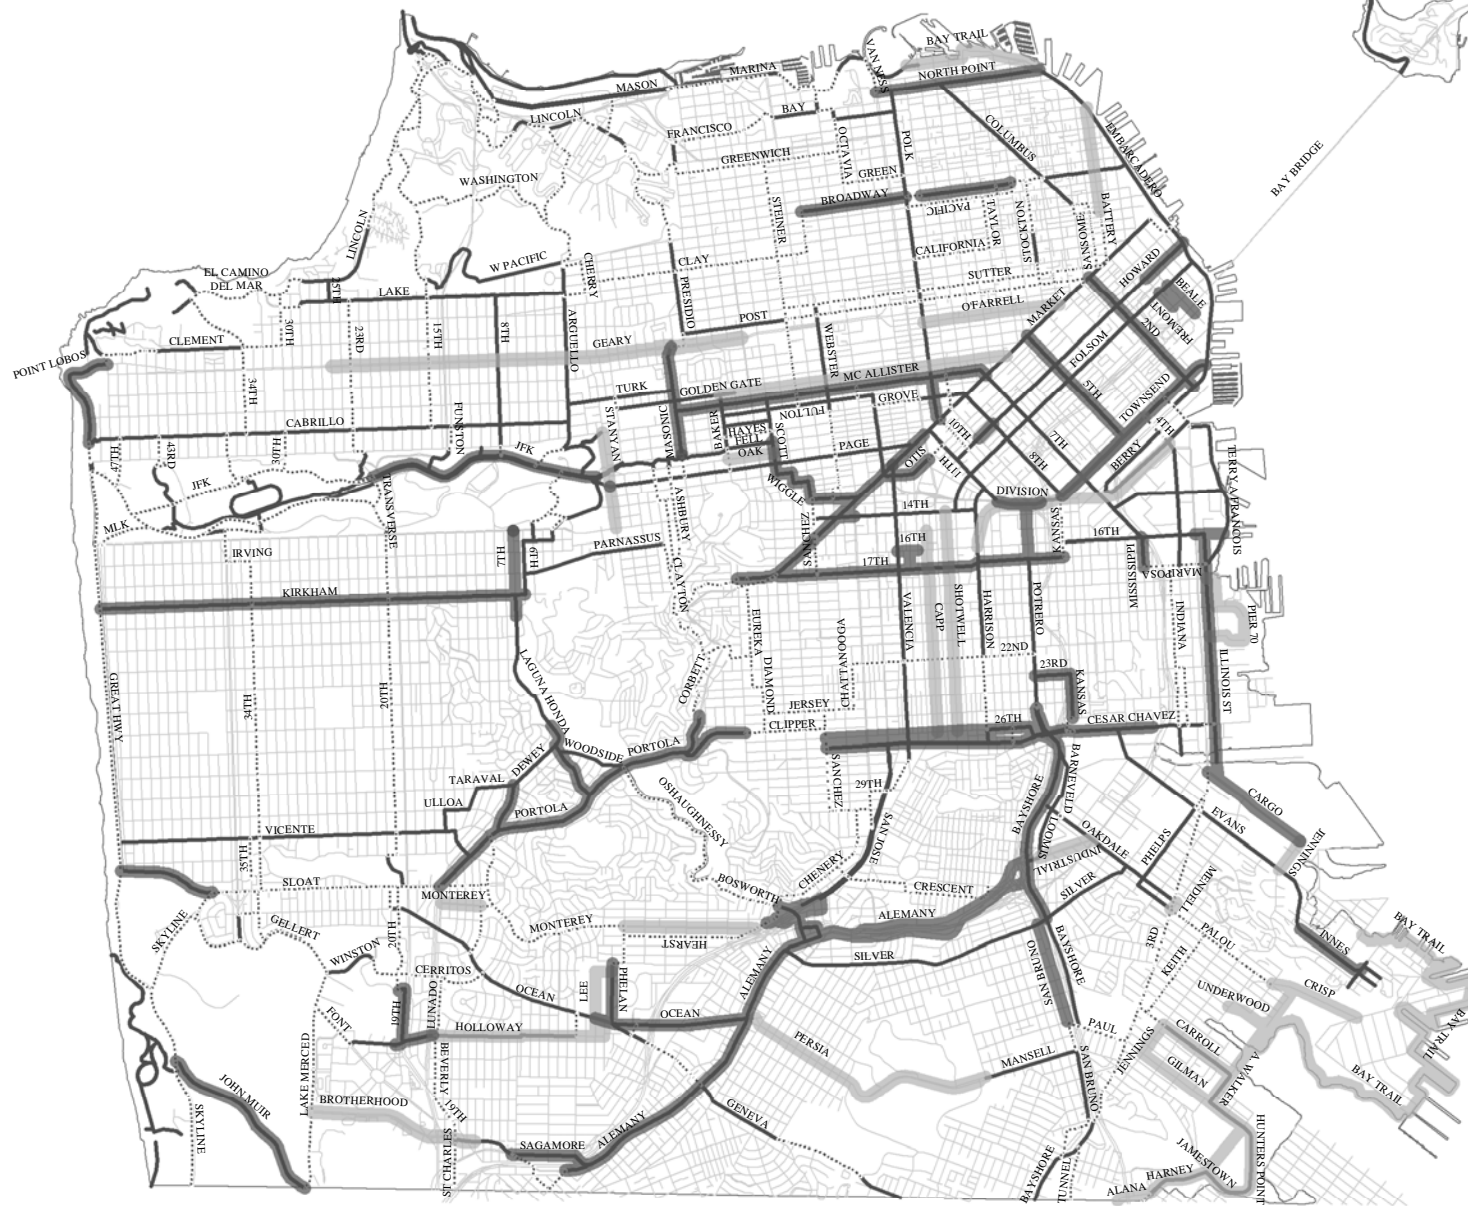 BAY TRAIL
VAN NESS
NORTH POINT
MARINA
MASON
LINCOLN
BAY
FRANCISCO
GREENWICH
OCTAVIA
POLK
COLUMBUS
EMBARCADERO
BAY BRIDGE
WASHINGTON
GREEN
BROADWAY
PACIFIC
TAYLOR
STOCKTON
SANSOME
BATTERY
STEINER
LINCOLN
W PACIFIC
CHERRY
CLAY
CALIFORNIA
HOWARD
EL CAMINO
DEL MAR
25TH
LAKE
PRESIDIO
SUTTER
BEALE
FREMONT
O'FARRELL
MARKET
POST
2ND
30TH
23RD
15TH
8TH
ARGUELLO
WEBSTER
FOLSOM
CLEMENT
GEARY
POINT LOBOS
34TH
TURK
GOLDEN GATE
MC ALLISTER
5TH
TOWNSEND
GROVE
FULTON
CABRILLO
FUNSTON
STANYAN
MASONIC
BAKER
HAYES
FELL
OAK
SCOTT
PAGE
10TH
7TH
4TH
JFK
47TH
43RD
30TH
OTIS
11TH
8TH
BERRY
TERRY A FRANCOIS
JFK
TRANSVERSE
WIGGLE
DIVISION
14TH
MLK
ASHBURY
SANCHEZ
KANSAS
16TH
16TH
IRVING
7TH
6TH
PARNASSUS
17TH
MISSISSIPPI
MARIPOSA
KIRKHAM
CLAYTON
EUREKA
CHATTANOOGA
VALENCIA
CAPP
SHOTWELL
HARRISON
POTRERO
INDIANA
PIER 70
22ND
23RD
KANSAS
ILLINOIS ST
GREAT HWY
34TH
20TH
LAGUNA HONDA
CORBETT
DIAMOND
JERSEY
CLIPPER
26TH
CESAR CHAVEZ
WOODSIDE
PORTOLA
DEWEY
TARAVAL
ULLOA
PORTOLA
OSHAUGHNESSY
SANCHEZ
29TH
SAN JOSE
BAYSHORE
BARNEVELD
LOOMIS
CARGO
EVANS
JENNINGS
VICENTE
35TH
OAKDALE
PHELPS
INDUSTRIAL
CHENERY
BOSWORTH
CRESCENT
SILVER
MENDELL
SLOAT
MONTEREY
ALEMANY
SKYLINE
GELLERT
MONTEREY
HEARST
3RD
PALOU
INNES
BAY TRAIL
WINSTON
20TH
CERRITOS
SILVER
BAYSHORE
SAN BRUNO
KEITH
OCEAN
LEE
PHELAN
ALEMANY
UNDERWOOD
CRISP
FONT
19TH
JUNADO
HOLLOWAY
OCEAN
PERSIA
PAUL
JENNINGS
CARROLL
GILMAN
A. WALKER
BAY TRAIL
BAY TRAIL
LAKE MERCED
BEVERLY
MANSELL
SAN BRUNO
JOHN MUIR
BROTHERHOOD
19TH
GENEVA
SKYLINE
ST CHARLES
SAGAMORE
ALEMANY
BAYSHORE
TUNNEL
ALANA
HARNEY
JAMESTOWN
HUNTERS POINT